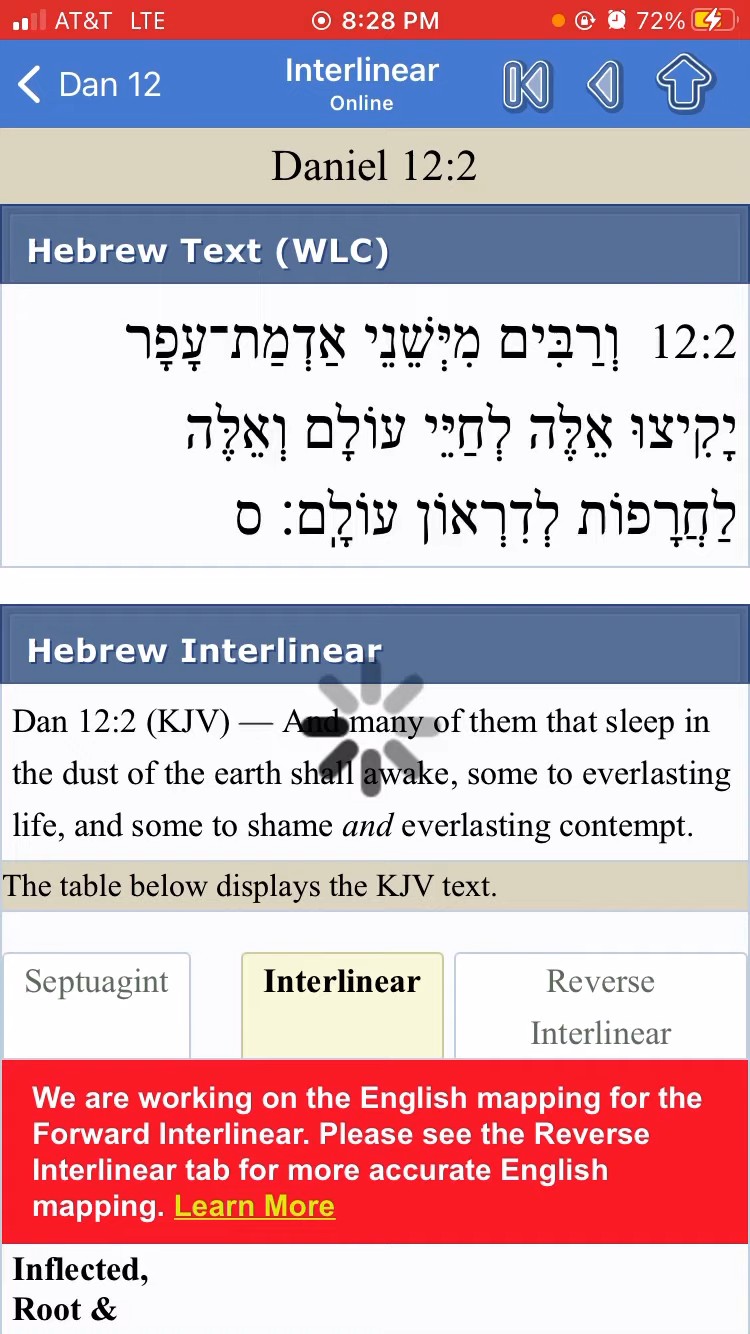 AT&T LTE 8:28 PM 72%
Dan 12 Interlinear
Online
Daniel 12:2
Hebrew Text (WLC)
12:2 וְרַבִּים מִיְּשֵׁנֵי אַדְמַת־עָפָר
יָקִיצוּ אֵלֶּה לְחַיֵּי עוֹלָם וְאֵלֶּה
לַחֲרָפוֹת לְדִרְאוֹן עוֹלָם׃ ס
Hebrew Interlinear
Dan 12:2 (KJV) — And many of them that sleep in
the dust of the earth shall awake, some to everlasting
life, and some to shame and everlasting contempt.
The table below displays the KJV text.
Septuagint Interlinear Reverse
Interlinear
We are working on the English mapping for the
Forward Interlinear. Please see the Reverse
Interlinear tab for more accurate English
mapping. Learn More
Inflected,
Root &